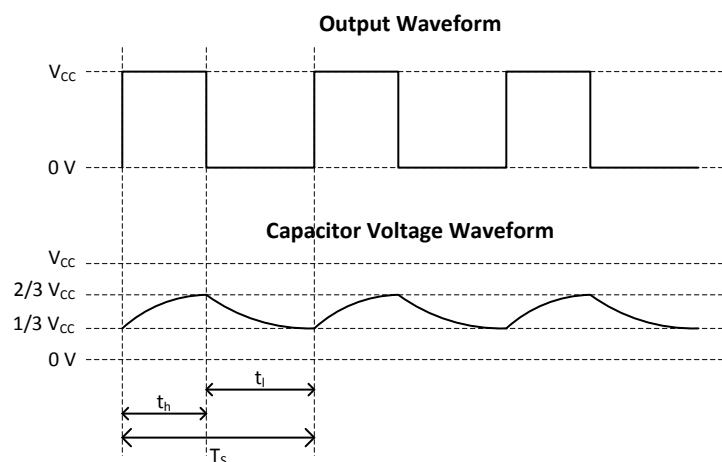 Output Waveform
VCC
0 V
Capacitor Voltage Waveform
VCC
2/3 VCC
1/3 VCC
0 V
tl
th
TS